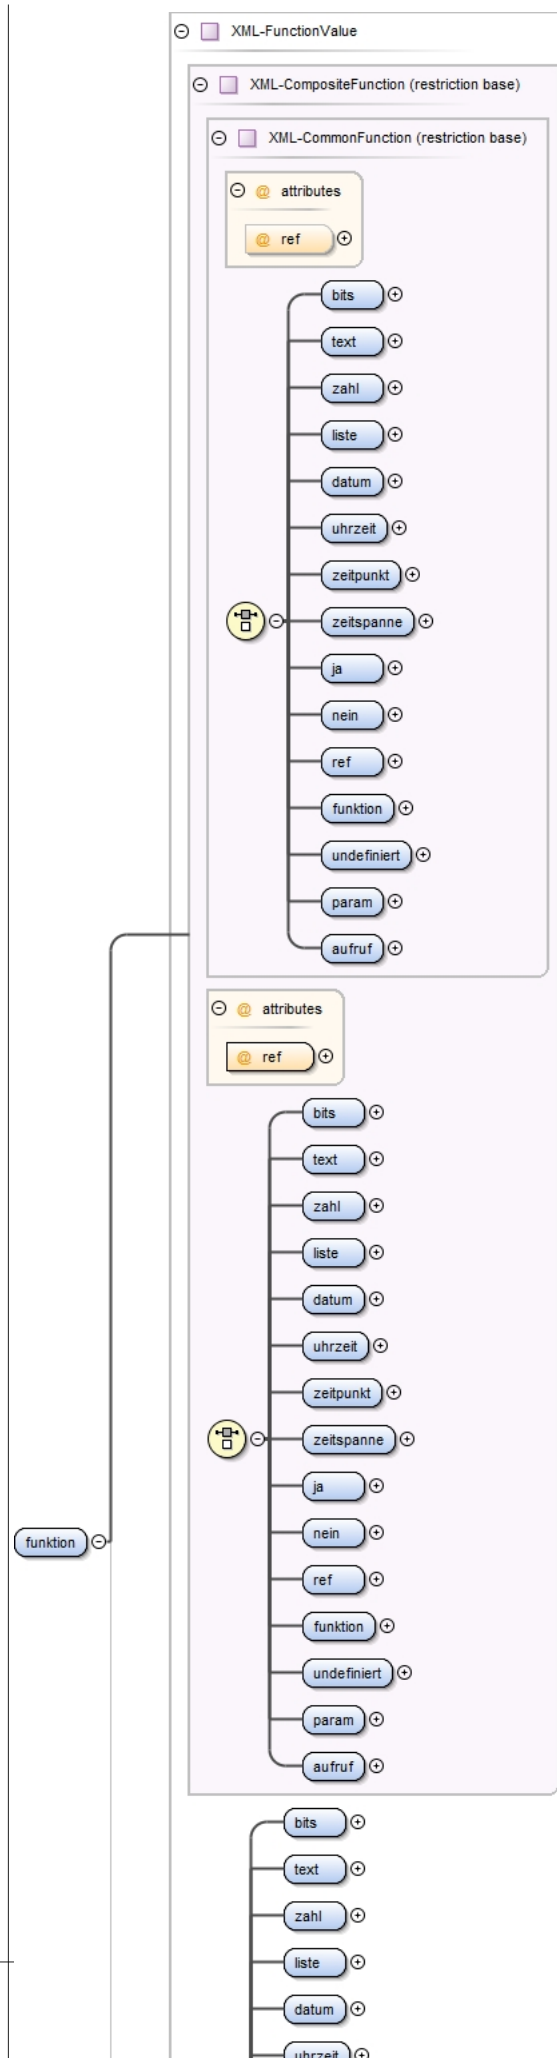 XML-FunctionValue
XML-CompositeFunction (restriction base)
XML-CommonFunction (restriction base)
@ attributes
@ ref
bits
text
zahl
liste
datum
uhrzeit
zeitpunkt
zeitspanne
ja
nein
ref
funktion
undefiniert
param
aufruf
@ attributes
@ ref
bits
text
zahl
liste
datum
uhrzeit
zeitpunkt
zeitspanne
ja
nein
funktion
ref
funktion
undefiniert
param
aufruf
bits
text
zahl
liste
datum
uhrzeit